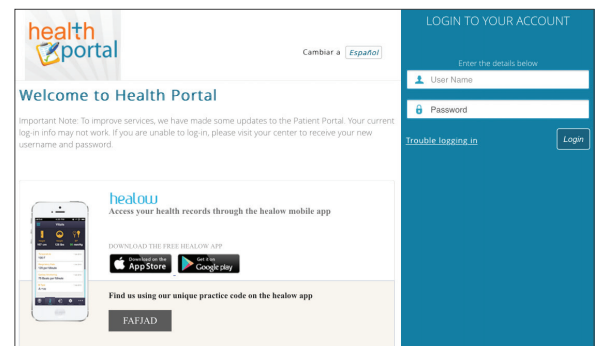 health
portal
Cambiar a Español
Welcome to Health Portal
Important Note: To improve services, we have made some updates to the Patient Portal. Your current
log-in info may not work. If you are unable to log-in, please visit your center to receive your new
username and password.
healow
Access your health records through the healow mobile app
DOWNLOAD THE FREE HEALOW APP
Download on the
App Store
Get it on
Google play
Find us using our unique practice code on the healow app
FAFJAD
LOGIN TO YOUR ACCOUNT
Enter the details below
User Name
Password
Trouble logging in
Login